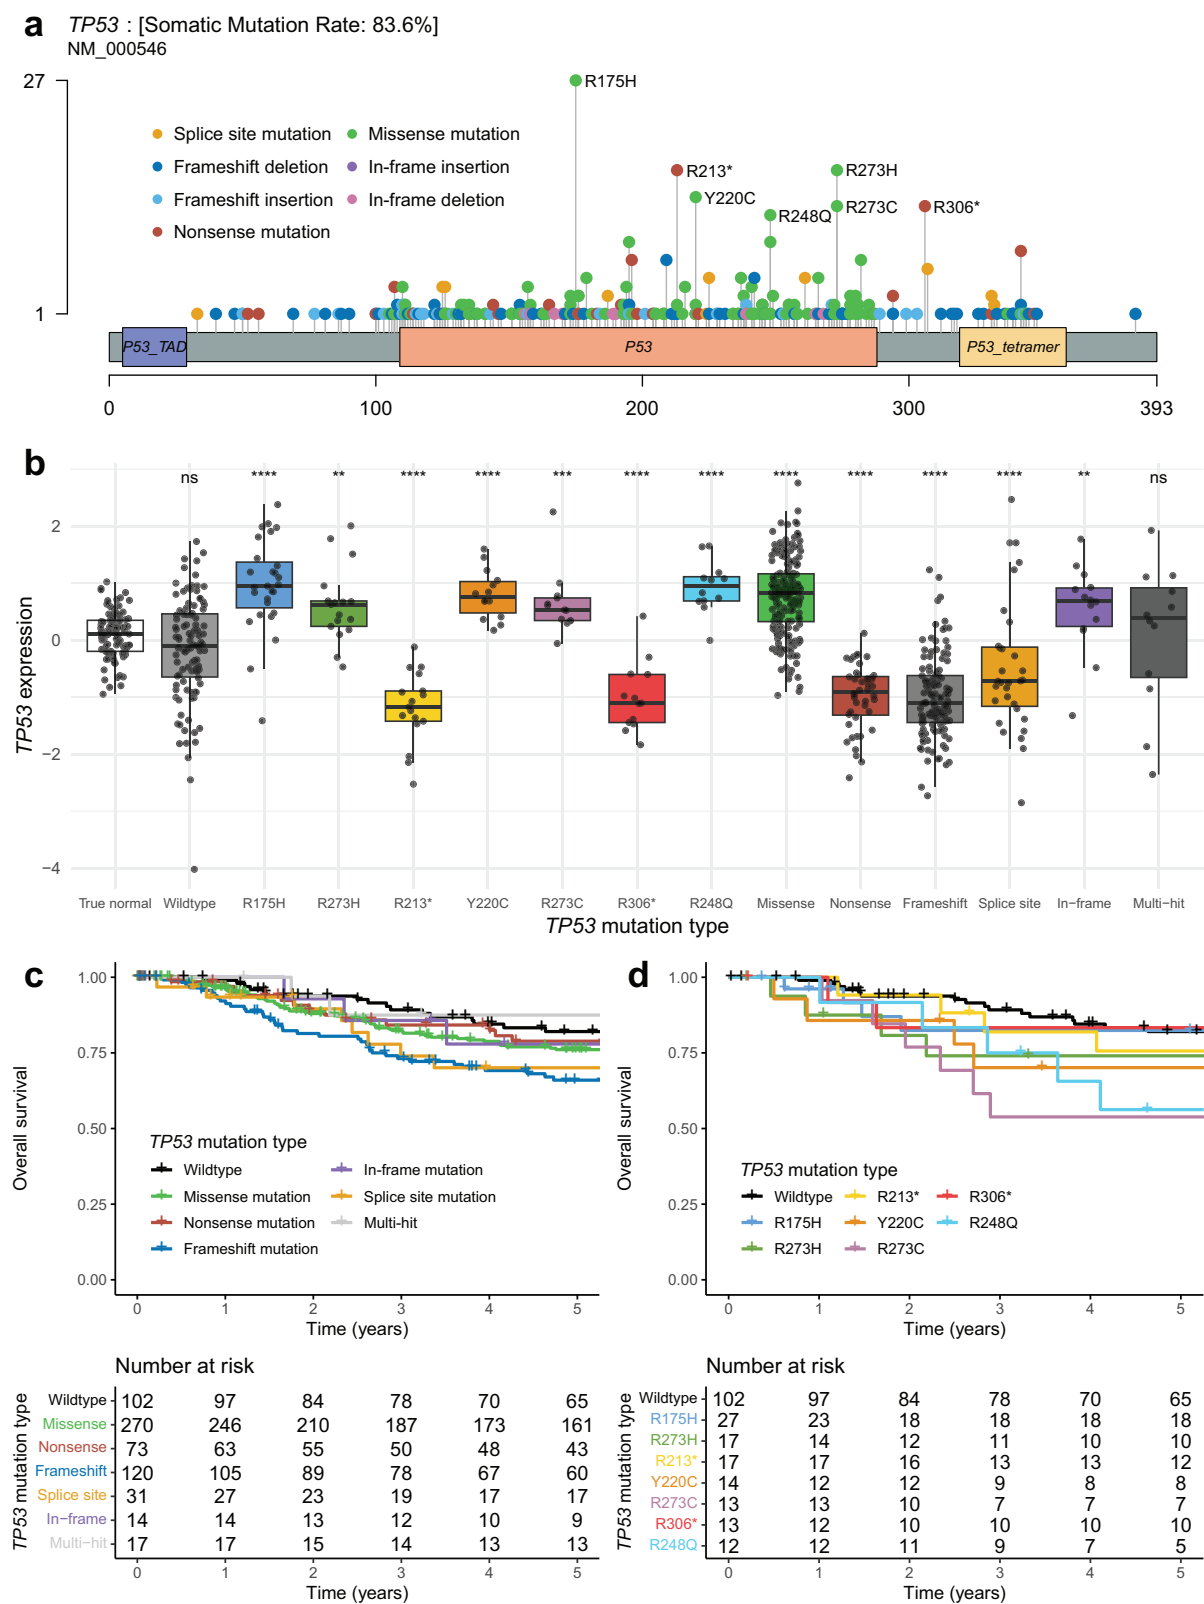 a
TP53 : [Somatic Mutation Rate: 83.6%]
NM_000546
27
R175H
Splice site mutation
Missense mutation
Frameshift deletion
In-frame insertion
Frameshift insertion
In-frame deletion
Nonsense mutation
R213*
Y220C
R248Q
R273H
R273C
R306*
1
P53_TAD
P53
P53_tetramer
0 100 200 300 393
b
ns **** ** **** **** *** **** **** **** **** **** **** ** ns
TP53 expression
2
0
−2
−4
True normal Wildtype R175H R273H R213* Y220C R273C R306* R248Q Missense Nonsense Frameshift Splice site In−frame Multi−hit
TP53 mutation type
c
Overall survival
1.00
0.75
0.50
0.25
0.00
TP53 mutation type
Wildtype
In-frame mutation
Missense mutation
Splice site mutation
Nonsense mutation
Multi-hit
Frameshift mutation
0 1 2 3 4 5
Time (years)
Number at risk
TP53 mutation type
Wildtype 102 97 84 78 70 65
Missense 270 246 210 187 173 161
Nonsense 73 63 55 50 48 43
Frameshift 120 105 89 78 67 60
Splice site 31 27 23 19 17 17
In−frame 14 14 13 12 10 9
Multi−hit 17 17 15 14 13 13
0 1 2 3 4 5
Time (years)
d
Overall survival
1.00
0.75
0.50
0.25
0.00
TP53 mutation type
Wildtype R213* R306*
R175H Y220C R248Q
R273H R273C
0 1 2 3 4 5
Time (years)
Number at risk
TP53 mutation type
Wildtype 102 97 84 78 70 65
R175H 27 23 18 18 18 18
R273H 17 14 12 11 10 10
R213* 17 17 16 13 13 12
Y220C 14 12 12 9 8 8
R273C 13 13 10 7 7 7
R306* 13 12 10 10 10 10
R248Q 12 12 11 9 7 5
0 1 2 3 4 5
Time (years)